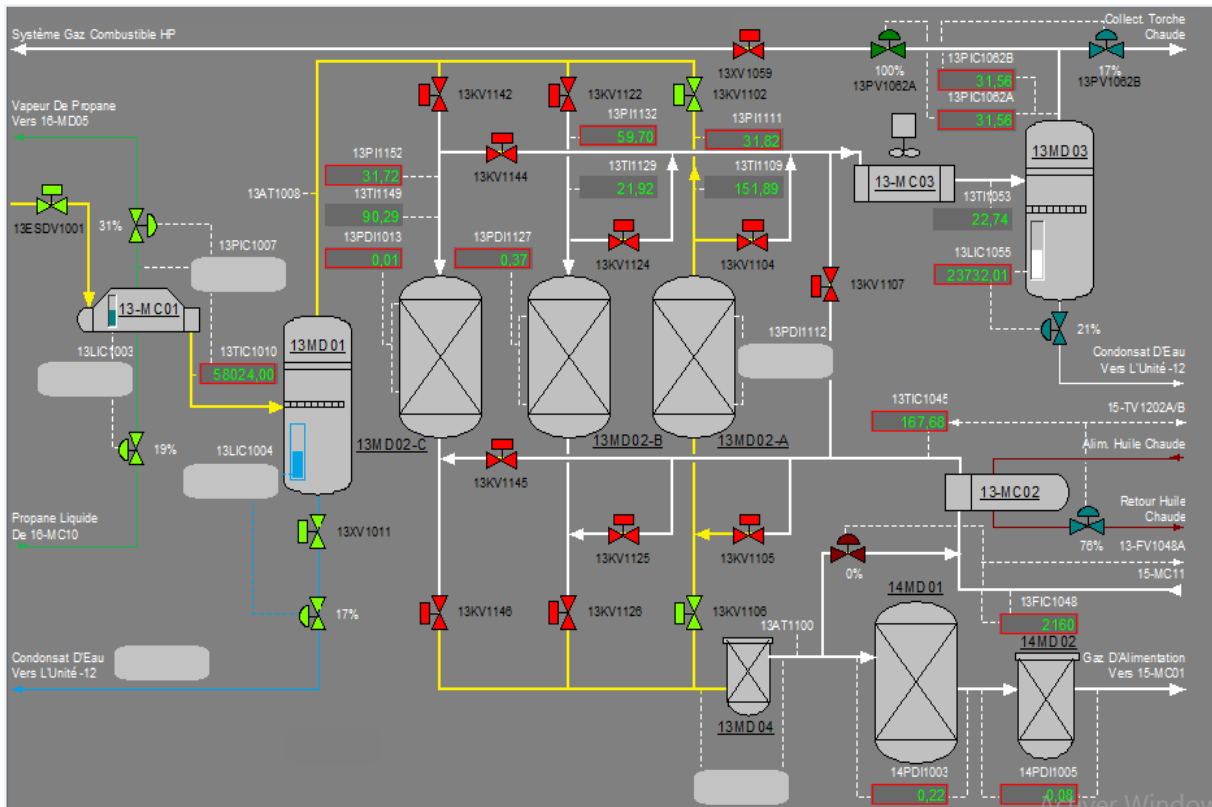 Système Gaz Combustible HP
Collect. Torche
Chaude
13XV1059
100%
13PV1062A
13PIC1062B
31,56
13PIC1062A
31,56
17%
13PV1062B
13KV1142
13KV1122
13KV1102
Vapeur De Propane
Vers 16-MD05
13PI1132
59,70
13PI1111
31,82
13MD03
13PI1152
31,72
13KV1144
13TI1129
21,92
13TI1109
151,89
13-MC03
13AT1008
13TI1149
90,29
13TI1053
22,74
13ESDV1001
31%
13PIC1007
13PDI1013
0,01
13PDI1127
0,37
13KV1124
13KV1104
13LIC1055
23732,01
13KV1107
13-MC01
13LIC1003
13TIC1010
58024,00
13MD01
13PDI1112
21%
Condensat D'Eau
Vers L'Unité -12
13TIC1045
167,68
15-TV1202A/B
19%
13LIC1004
13MD02-C
13MD02-B
13MD02-A
Alim. Huile Chaude
13KV1145
13-MC02
Propane Liquide
De 16-MC10
13XV1011
13KV1125
13KV1105
Retour Huile
Chaude
76%
13-FV1048A
0%
15-MC11
17%
13KV1146
13KV1126
13KV1106
14MD01
13FIC1048
2160
13AT1100
14MD02
Condensat D'Eau
Vers L'Unité -12
Gaz D'Alimentation
Vers 15-MC01
13MD04
14PDI1003
0,22
14PDI1005
0,08
Activer Window